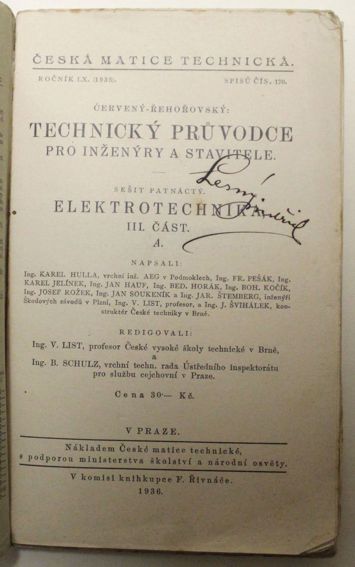 ČESKÁ MATICE TECHNICKÁ.
ROČNÍK LX. (1935). SPISŮ ČÍS. 170.
ČERVENÝ-ŘEHOŘOVSKÝ:
TECHNICKÝ PRŮVODCE
PRO INŽENÝRY A STAVITELE.
SEŠIT PATNÁCTÝ.
ELEKTROTECHNIKA
III. ČÁST.
A.
NAPSALI:
Ing. KAREL HULLA, vrchní inž. AEG v Podmoklech, Ing. FR. PEŠÁK, Ing.
KAREL JELÍNEK, Ing. JAN HAUF, Ing. BED. HORÁK, Ing. BOH. KOČÍK,
Ing. JOSEF ROŽEK, Ing. JAN SOUKENÍK a Ing. JAR. ŠTEMBERG, inženýři
Škodových závodů v Plzni, Ing. V. LIST, profesor, a Ing. J. ŠVIHÁLEK, kon-
struktér České techniky v Brně.
REDIGOVALI:
Ing. V. LIST, profesor České vysoké školy technické v Brně,
a
Ing. B. SCHULZ, vrchní techn. rada Ústředního inspektorátu
pro službu cejchovní v Praze.
Cena 30·— Kč.
V PRAZE.
Nákladem České matice technické,
s podporou ministerstva školství a národní osvěty.
V komisi knihkupce F. Řivnáče.
1936.